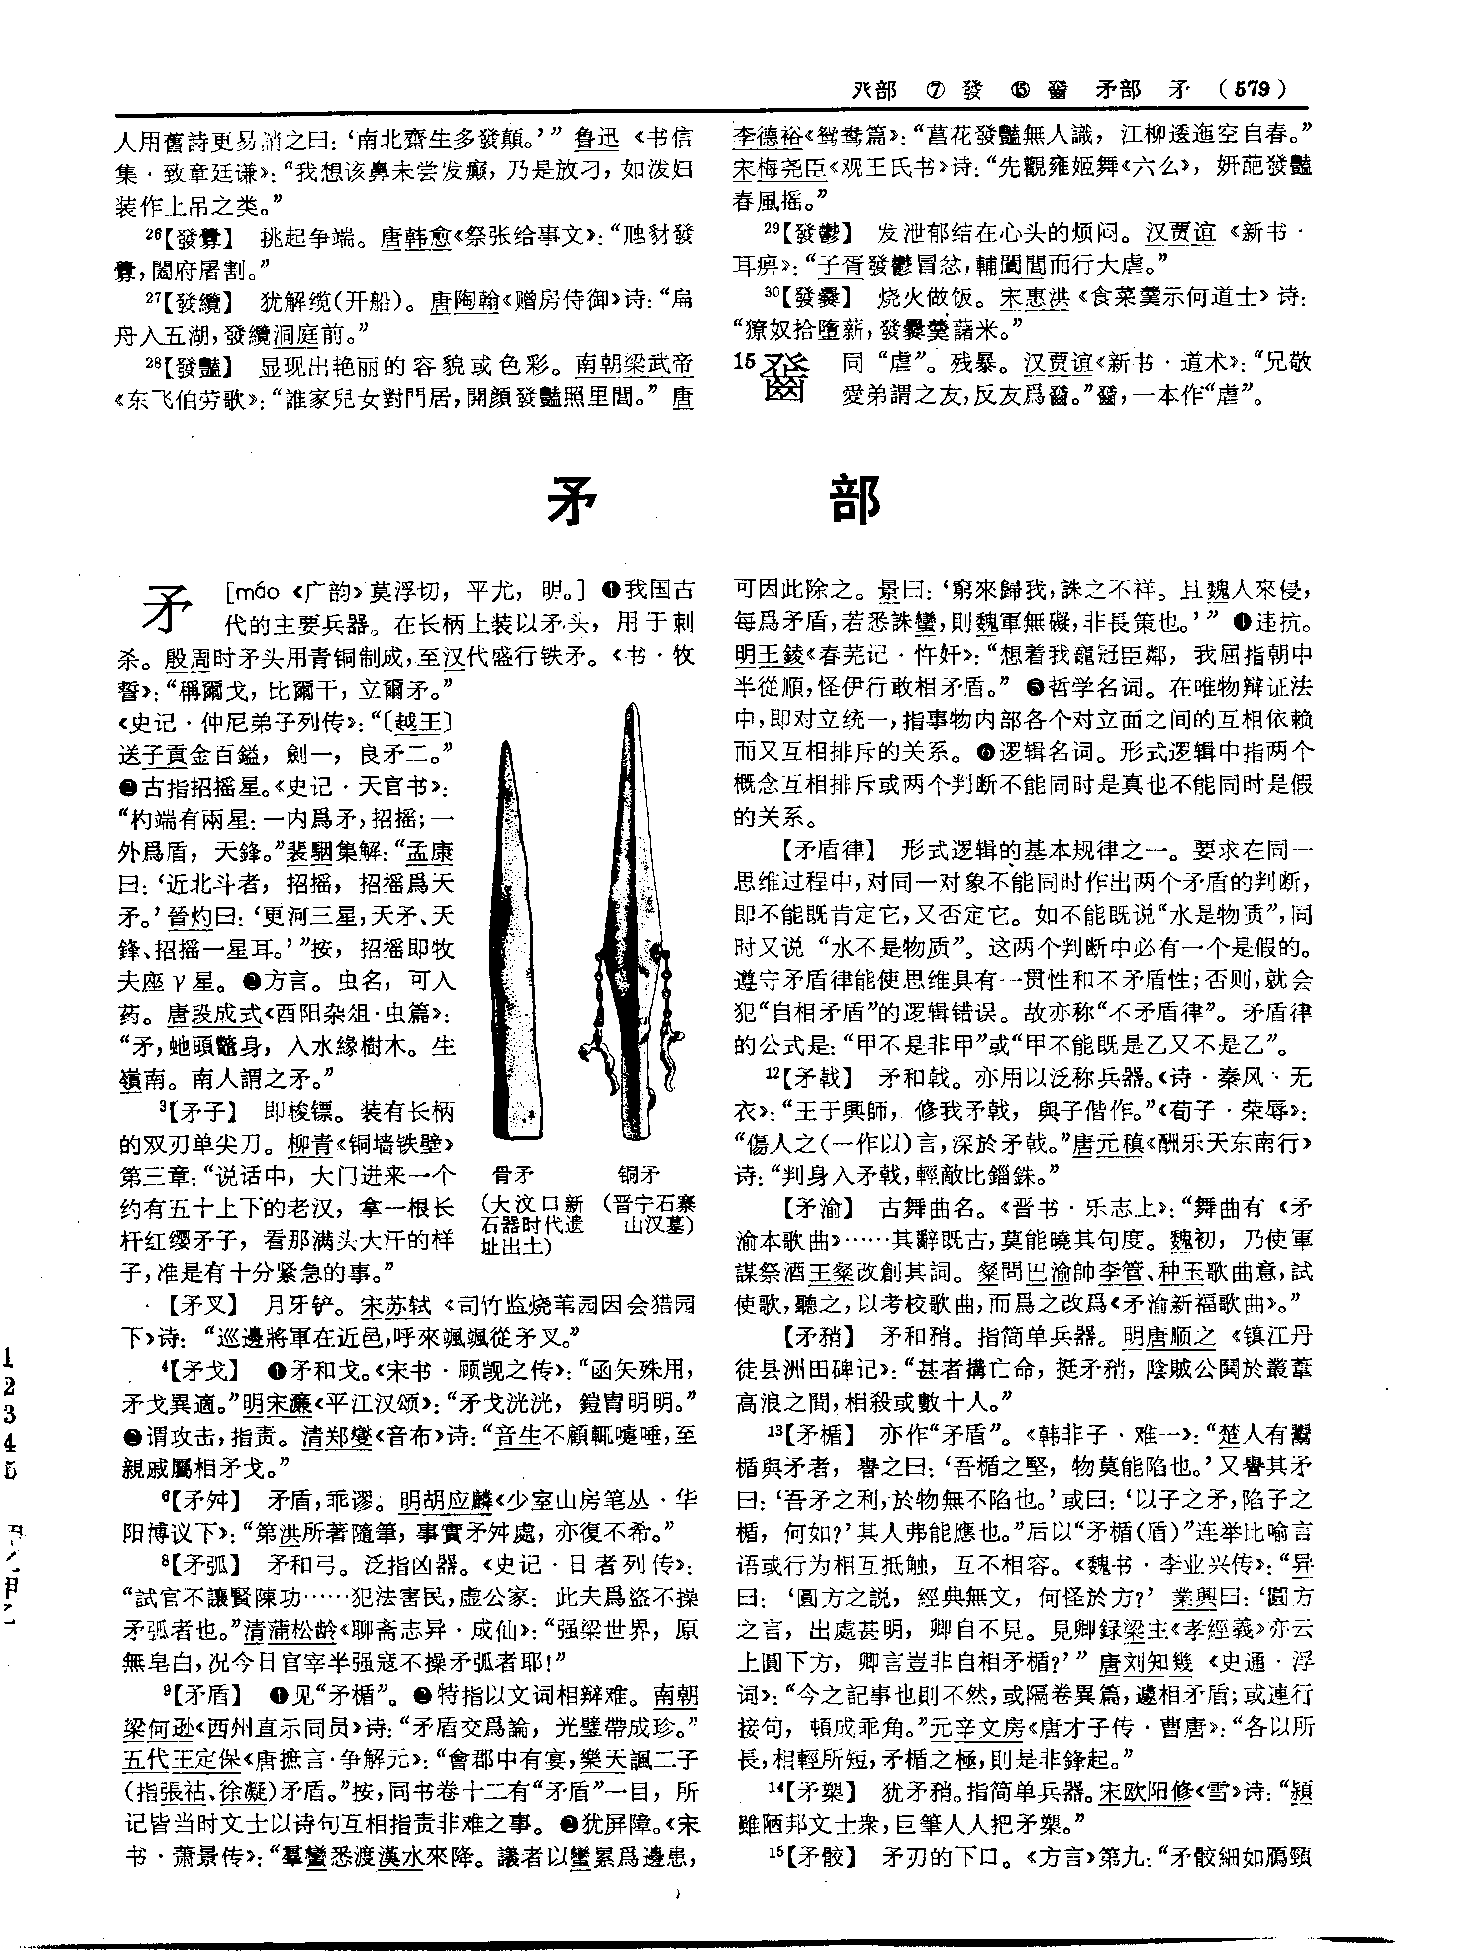 癶部 ⑦ 發 ⑮ 𤼷 矛部 矛 (579)
人用舊詩更易誚之曰：‘南北齋生多發顛。’” 鲁迅《书信
集·致章廷谦》：“我想该鼻未尝发癫，乃是放刁，如泼妇
装作上吊之类。”
26【發釁】 挑起争端。唐韩愈《祭张给事文》：“虺豺發
釁，闔府屠割。”
27【發纜】 犹解缆(开船)。唐陶翰《赠房侍御》诗：“扁
舟入五湖，發纜洞庭前。”
28【發豔】 显现出艳丽的容貌或色彩。南朝梁武帝
《东飞伯劳歌》：“誰家兒女對門居，開顔發豔照里閭。” 唐
李德裕《鸳鸯篇》：“菖花發豔無人識，江柳逶迤空自春。”
宋梅尧臣《观王氏书》诗：“先觀雍姬舞《六么》，妍葩發豔
春風摇。”
29【發鬱】 发泄郁结在心头的烦闷。汉贾谊《新书·
耳痹》：“子胥發鬱冒忿，輔闔閭而行大虐。”
30【發爨】 烧火做饭。宋惠洪《食菜羹示何道士》诗：
“獠奴拾墮薪，發爨羹藷米。”
15 同“虐”。残暴。汉贾谊《新书·道术》：“兄敬
愛弟謂之友，反友爲。”，一本作“虐”。
矛 部
矛 [máo《广韵》莫浮切，平尤，明。] ❶我国古
代的主要兵器。在长柄上装以矛头，用于刺
杀。殷周时矛头用青铜制成，至汉代盛行铁矛。《书·牧
誓》：“稱爾戈，比爾干，立爾矛。”
《史记·仲尼弟子列传》：“〔越王〕
送子貢金百鎰，劍一，良矛二。”
❷古指招摇星。《史记·天官书》：
“杓端有兩星：一内爲矛，招摇；一
外爲盾，天鋒。”裴駰集解：“孟康
曰：‘近北斗者，招摇，招摇爲天
矛。’晉灼曰：‘更河三星，天矛、天
鋒、招摇一星耳。’”按，招摇即牧
夫座γ星。❸方言。虫名，可入
药。唐段成式《酉阳杂俎·虫篇》：
“矛，虵頭鼈身，入水緣樹木。生
嶺南。南人謂之矛。”
3【矛子】 即梭镖。装有长柄
的双刃单尖刀。柳青《铜墙铁壁》
第三章：“说话中，大门进来一个
约有五十上下的老汉，拿一根长
杆红缨矛子，看那满头大汗的样
子，准是有十分紧急的事。”
骨矛
(大汶口新
石器时代遗
址出土)
铜矛
(晋宁石寨
山汉墓)
【矛叉】 月牙铲。宋苏轼《司竹监烧苇园因会猎园
下》诗：“巡邊將軍在近邑，呼來颯颯從矛叉。”
4【矛戈】 ❶矛和戈。《宋书·顾觊之传》：“函矢殊用，
矛戈異適。”明宋濂《平江汉颂》：“矛戈洸洸，鎧冑明明。”
❷谓攻击，指责。清郑燮《音布》诗：“音生不顧輒嚏唾，至
親戚屬相矛戈。”
6【矛舛】 矛盾，乖谬。明胡应麟《少室山房笔丛·华
阳博议下》：“第洪所著隨筆，事實矛舛處，亦復不希。”
8【矛弧】 矛和弓。泛指凶器。《史记·日者列传》：
“試官不讓賢陳功……犯法害民，虚公家：此夫爲盜不操
矛弧者也。”清蒲松龄《聊斋志异·成仙》：“强梁世界，原
無皂白，况今日官宰半强寇不操矛弧者耶！”
9【矛盾】 ❶见“矛楯”。❷特指以文词相辩难。南朝
梁何逊《西州直示同员》诗：“矛盾交爲論，光璧帶成珍。”
五代王定保《唐摭言·争解元》：“會郡中有宴，樂天諷二子
(指張祜、徐凝)矛盾。”按，同书卷十二有“矛盾”一目，所
记皆当时文士以诗句互相指责非难之事。❸犹屏障。《宋
书·萧景传》：“羣蠻悉渡漢水來降。議者以蠻累爲邊患，
可因此除之。景曰：‘窮來歸我，誅之不祥。且魏人來侵，
每爲矛盾，若悉誅蠻，則魏軍無礙，非長策也。’” ❹违抗。
明王錂《春芜记·忤奸》：“想着我龍冠臣鄰，我屈指朝中
半從順，怪伊行敢相矛盾。” ❺哲学名词。在唯物辩证法
中，即对立统一，指事物内部各个对立面之间的互相依赖
而又互相排斥的关系。❻逻辑名词。形式逻辑中指两个
概念互相排斥或两个判断不能同时是真也不能同时是假
的关系。
【矛盾律】 形式逻辑的基本规律之一。要求在同一
思维过程中，对同一对象不能同时作出两个矛盾的判断，
即不能既肯定它，又否定它。如不能既说“水是物质”，同
时又说“水不是物质”。这两个判断中必有一个是假的。
遵守矛盾律能使思维具有一贯性和不矛盾性；否则，就会
犯“自相矛盾”的逻辑错误。故亦称“不矛盾律”。矛盾律
的公式是：“甲不是非甲”或“甲不能既是乙又不是乙”。
12【矛戟】 矛和戟。亦用以泛称兵器。《诗·秦风·无
衣》：“王于興師，修我矛戟，與子偕作。”《荀子·荣辱》：
“傷人之(一作以)言，深於矛戟。”唐元稹《酬乐天东南行》
诗：“判身入矛戟，輕敵比錙銖。”
【矛渝】 古舞曲名。《晋书·乐志上》：“舞曲有《矛
渝本歌曲》……其辭既古，莫能曉其句度。魏初，乃使軍
謀祭酒王粲改創其詞。粲問巴渝帥李管、种玉歌曲意，試
使歌，聽之，以考校歌曲，而爲之改爲《矛渝新福歌曲》。”
【矛矟】 矛和矟。指简单兵器。明唐顺之《镇江丹
徒县洲田碑记》：“甚者搆亡命，挺矛矟，陰賊公鬭於叢葦
高浪之間，相殺或數十人。”
13【矛楯】 亦作“矛盾”。《韩非子·难一》：“楚人有鬻
楯與矛者，譽之曰：‘吾楯之堅，物莫能陷也。’又譽其矛
曰：‘吾矛之利，於物無不陷也。’或曰：‘以子之矛，陷子之
楯，何如？’其人弗能應也。”后以“矛楯(盾)”连举比喻言
语或行为相互抵触，互不相容。《魏书·李业兴传》：“异
曰：‘圓方之説，經典無文，何怪於方？’ 業興曰：‘圓方
之言，出處甚明，卿自不見。見卿録梁主《孝經義》亦云
上圓下方，卿言豈非自相矛楯？’” 唐刘知幾《史通·浮
词》：“今之記事也則不然，或隔卷異篇，遽相矛盾；或連行
接句，頓成乖角。”元辛文房《唐才子传·曹唐》：“各以所
長，相輕所短，矛楯之極，則是非鋒起。”
14【矛槊】 犹矛矟。指简单兵器。宋欧阳修《雪》诗：“潁
雖陋邦文士衆，巨筆人人把矛槊。”
15【矛骹】 矛刃的下口。《方言》第九：“矛骹細如鴈頸
1
2
3
4
5